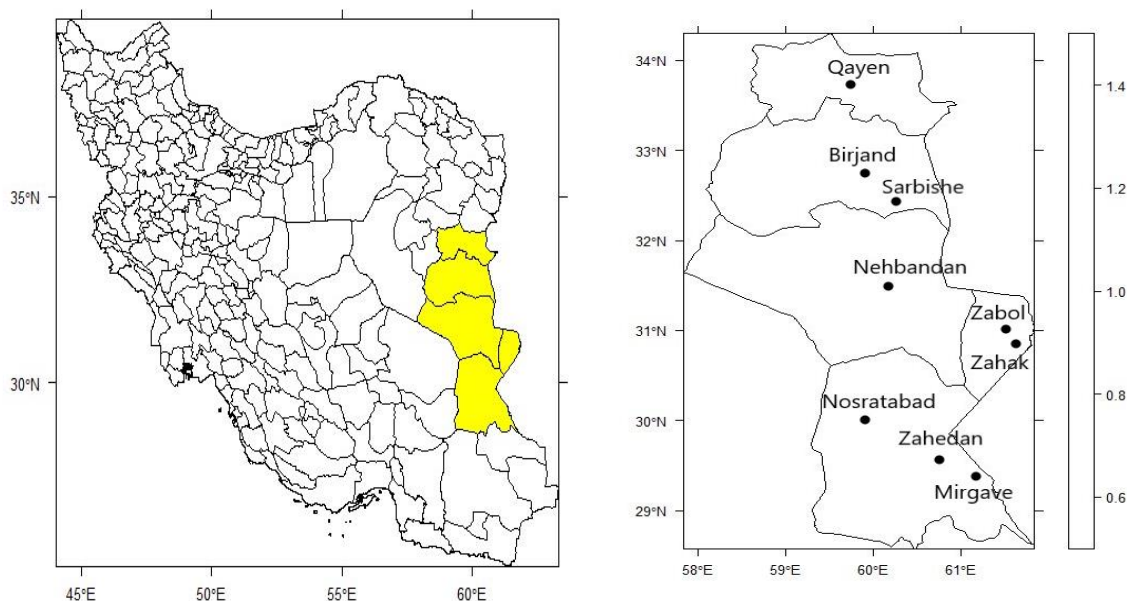 35°N
30°N
45°E
50°E
55°E
60°E
34°N
33°N
32°N
31°N
30°N
29°N
58°E
59°E
60°E
61°E
Qayen
Birjand
Sarbishe
Nehbandan
Zabol
Zahak
Nosratabad
Zahedan
Mirgave
1.4
1.2
1.0
0.8
0.6